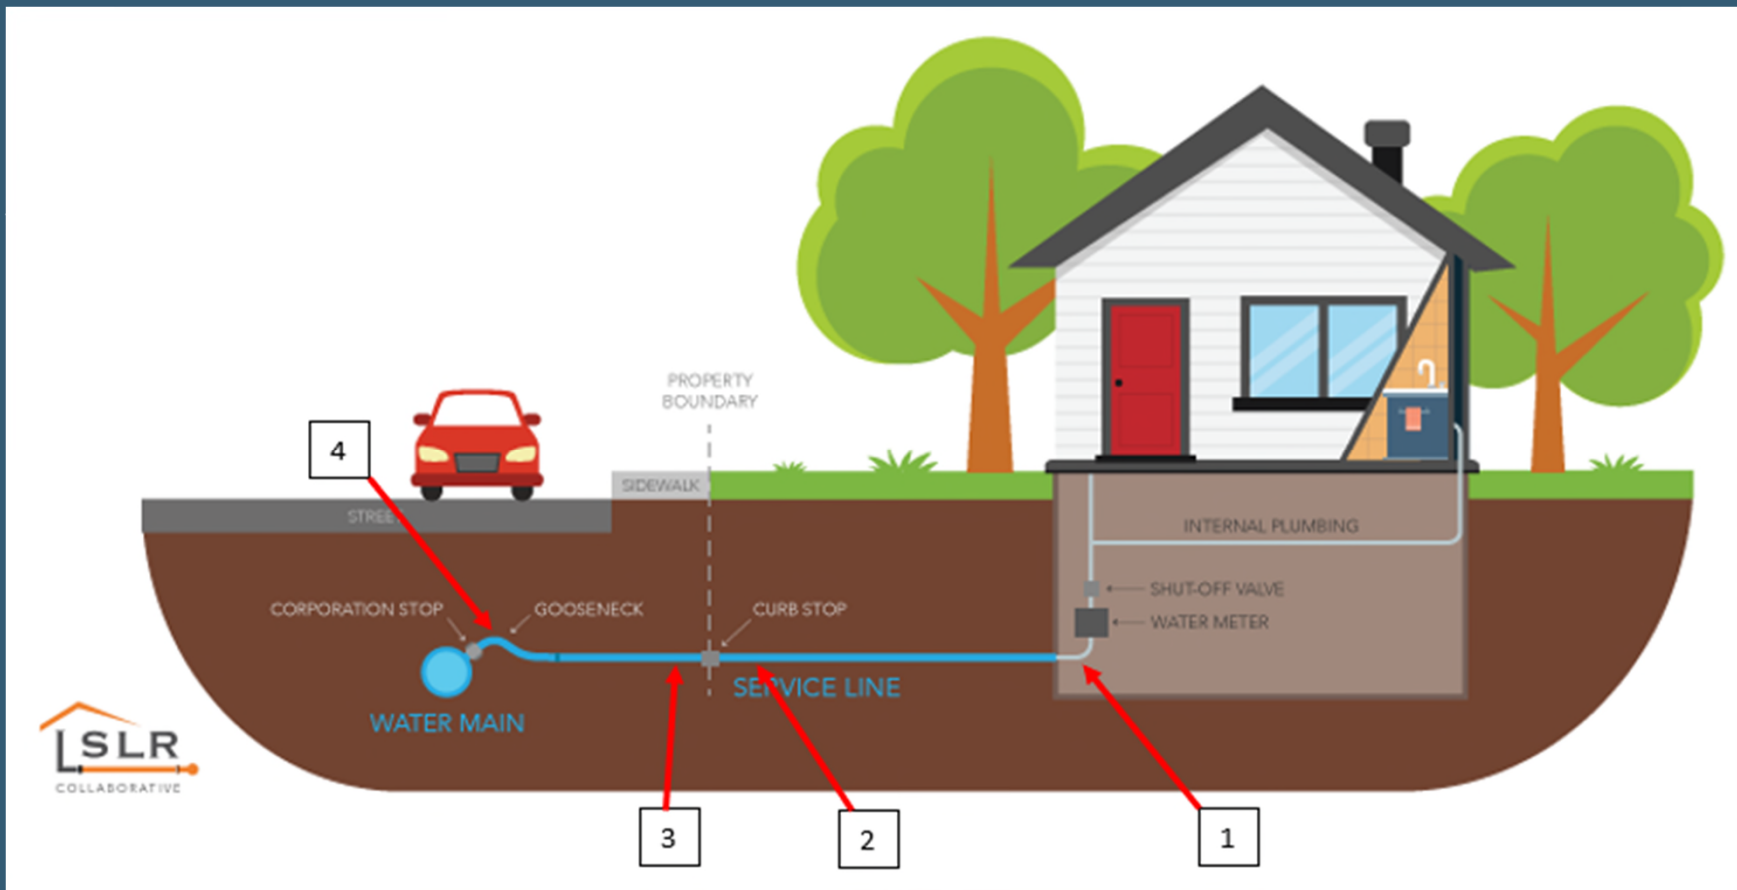 PROPERTY
BOUNDARY
4
SIDEWALK
STREET
INTERNAL PLUMBING
SHUT-OFF VALVE
CORPORATION STOP
GOOSENECK
CURB STOP
WATER METER
SERVICE LINE
WATER MAIN
LSLR
COLLABORATIVE
3
2
1